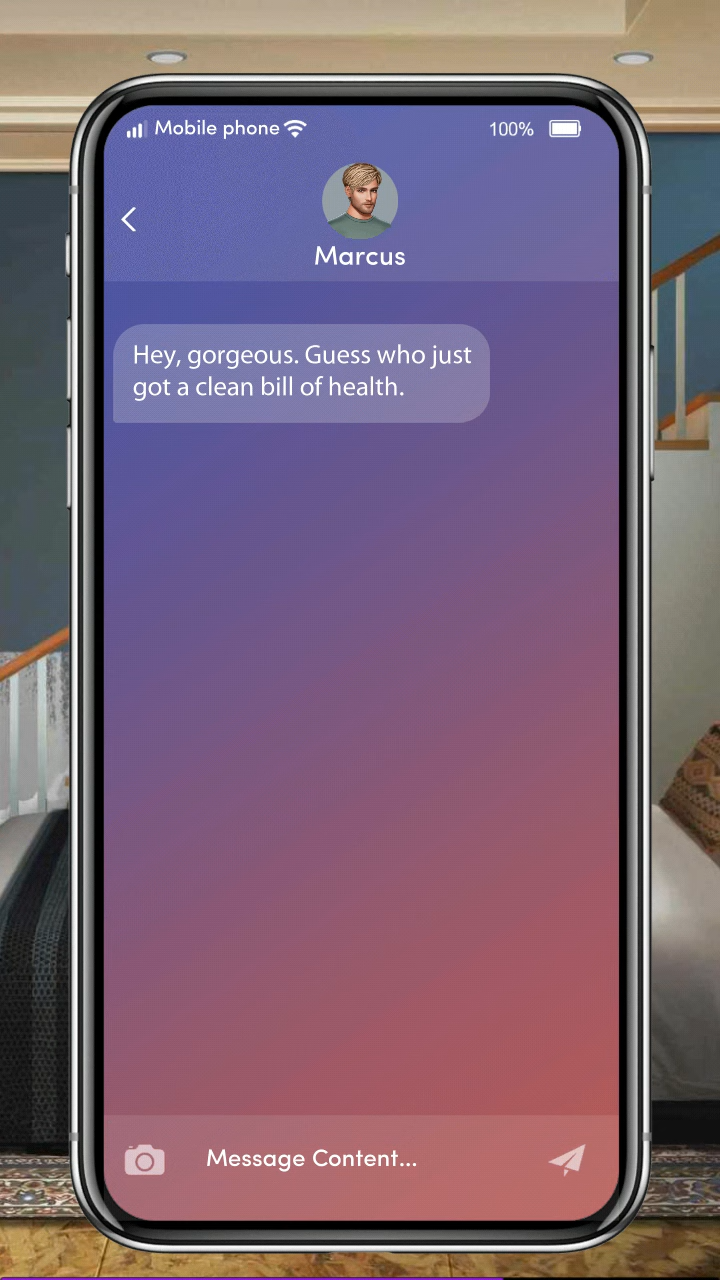 Mobile phone 100%
Marcus
Hey, gorgeous. Guess who just
got a clean bill of health.
Message Content...